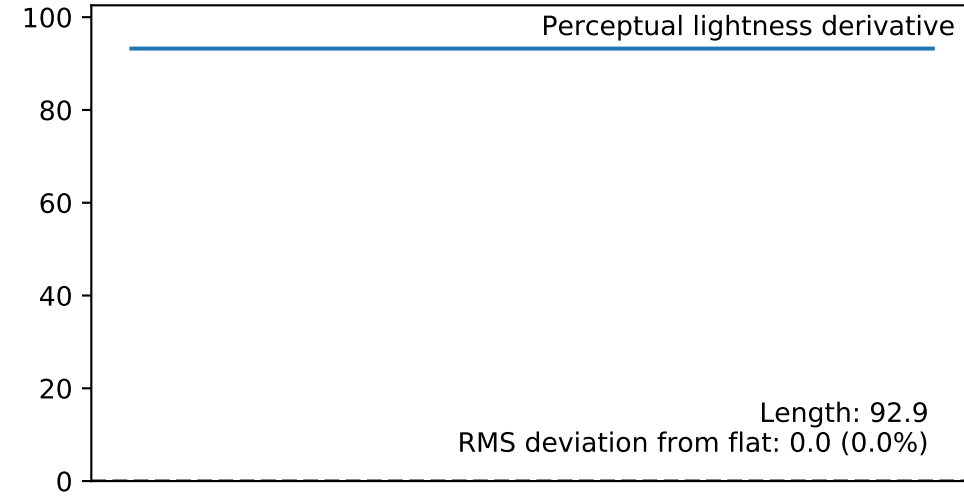 100
Perceptual lightness derivative
80
60
40
20
Length: 92.9
RMS deviation from flat: 0.0 (0.0%)
0